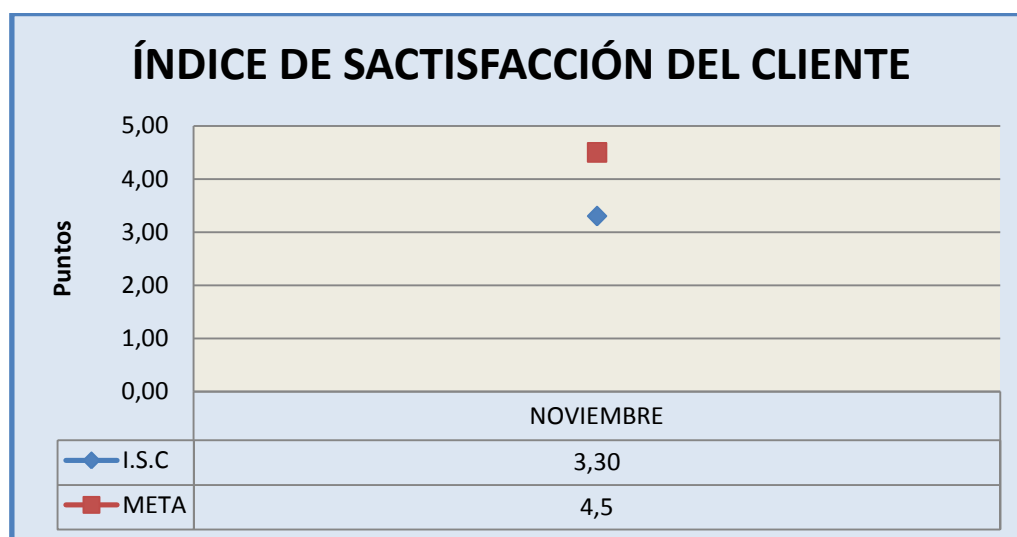 ÍNDICE DE SACTISFACCIÓN DEL CLIENTE
5,00
4,00
3,00
2,00
1,00
0,00
Puntos
NOVIEMBRE
I.S.C 3,30
META 4,5